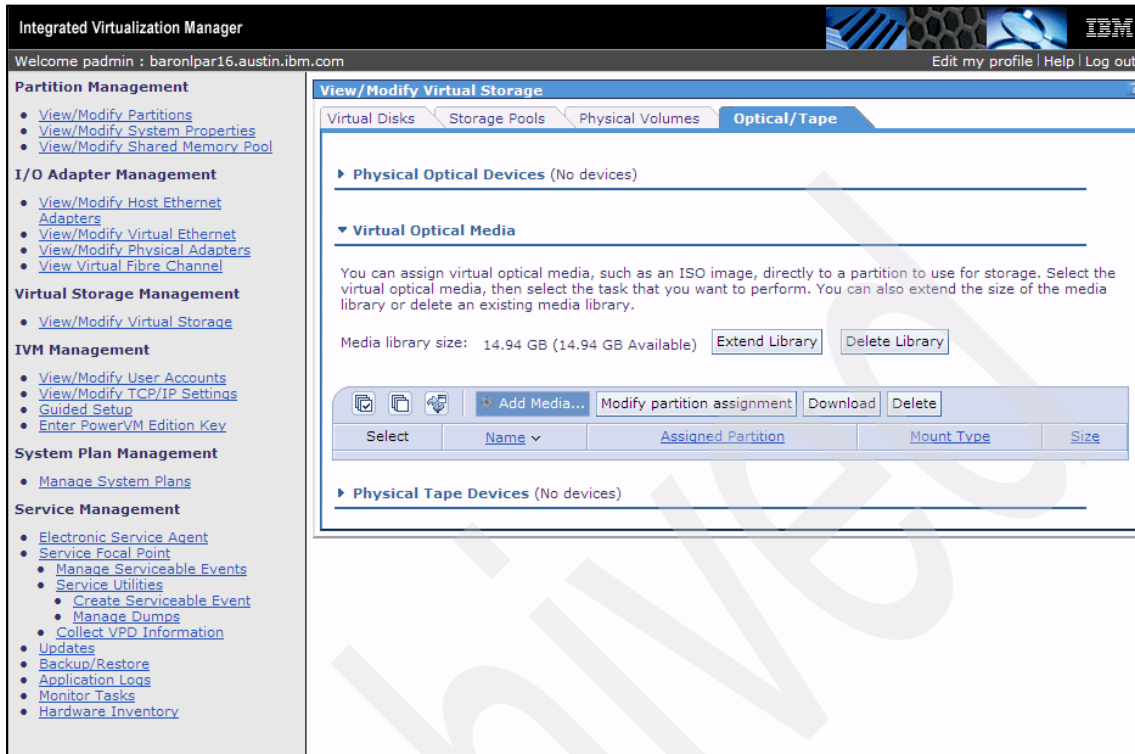 Integrated Virtualization Manager
IBM
Welcome padmin : baronlpar16.austin.ibm.com
Edit my profile | Help | Log out
Partition Management
• View/Modify Partitions
• View/Modify System Properties
• View/Modify Shared Memory Pool
I/O Adapter Management
• View/Modify Host Ethernet
Adapters
• View/Modify Virtual Ethernet
• View/Modify Physical Adapters
• View Virtual Fibre Channel
Virtual Storage Management
• View/Modify Virtual Storage
IVM Management
• View/Modify User Accounts
• View/Modify TCP/IP Settings
• Guided Setup
• Enter PowerVM Edition Key
System Plan Management
• Manage System Plans
Service Management
• Electronic Service Agent
• Service Focal Point
• Manage Serviceable Events
• Service Utilities
• Create Serviceable Event
• Manage Dumps
• Collect VPD Information
• Updates
• Backup/Restore
• Application Logs
• Monitor Tasks
• Hardware Inventory
View/Modify Virtual Storage
?
Virtual Disks Storage Pools Physical Volumes Optical/Tape
Physical Optical Devices (No devices)
Virtual Optical Media
You can assign virtual optical media, such as an ISO image, directly to a partition to use for storage. Select the
virtual optical media, then select the task that you want to perform. You can also extend the size of the media
library or delete an existing media library.
Media library size: 14.94 GB (14.94 GB Available) Extend Library Delete Library
Add Media... Modify partition assignment Download Delete
Select Name Assigned Partition Mount Type Size
Physical Tape Devices (No devices)
hived